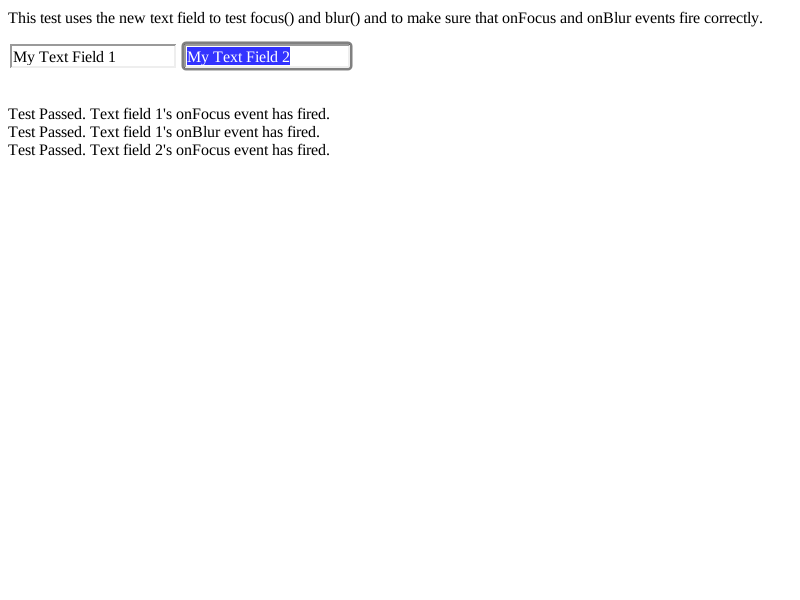 This test uses the new text field to test focus() and blur() and to make sure that onFocus and onBlur events fire correctly.
My Text Field 1 My Text Field 2
Test Passed. Text field 1's onFocus event has fired.
Test Passed. Text field 1's onBlur event has fired.
Test Passed. Text field 2's onFocus event has fired.